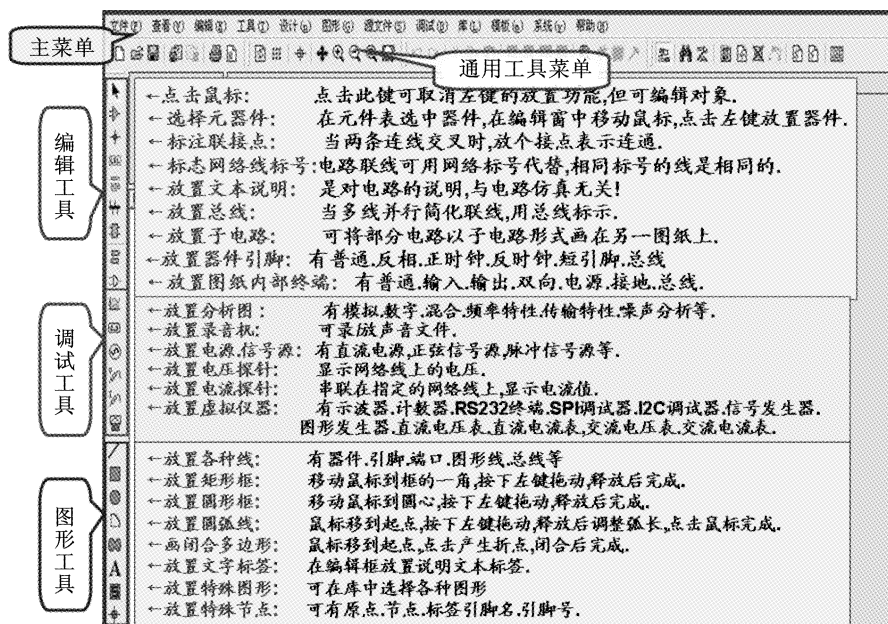 文件(F) 查看(V) 编辑(E) 工具(T) 设计(D) 图形(G) 源文件(S) 调试(B) 库(L) 模板(M) 系统(Y) 帮助(H)
主菜单
通用工具菜单
编辑工具
←点击鼠标: 点击此键可取消左键的放置功能,但可编辑对象.
←选择元器件: 在元件表选中器件,在编辑窗中移动鼠标,点击左键放置器件.
←标注联接点: 当两条连线交叉时,放个接点表示连通.
←标态网络线标号:电路联线可用网络标号代替,相同标号的线是相同的.
←放置文本说明: 是对电路的说明,与电路仿真无关!
←放置总线: 当多线并行简化联线,用总线标示.
←放置子电路: 可将部分电路以子电路形式画在另一图纸上.
←放置器件引脚: 有普通.反相.正时钟.反时钟.短引脚.总线
←放置图纸内部终端: 有普通.输入.输出.双向.电源.接地.总线.
调试工具
←放置分析图: 有模拟.数字.混合.频率特性.传输特性.噪声分析等.
←放置录音机: 可录/放声音文件.
←放置电源.信号源: 有直流电源,正弦信号源,脉冲信号源等.
←放置电压探针: 显示网络线上的电压.
←放置电流探针: 串联在指定的网络线上,显示电流值.
←放置虚拟仪器: 有示波器.计数器.RS232终端.SPI调试器.I2C调试器.信号发生器.
图形发生器.直流电压表.直流电流表,交流电压表.交流电流表.
图形工具
←放置各种线: 有器件.引脚.端口.图形线.总线等
←放置矩形框: 移动鼠标到框的一角,按下左键拖动,释放后完成.
←放置圆形框: 移动鼠标到圆心,按下左键拖动,释放后完成.
←放置圆弧线: 鼠标移到起点,按下左键拖动,释放后调整弧长,点击鼠标完成.
←画闭合多边形: 鼠标移到起点,点击产生折点,闭合后完成.
←放置文字标签: 在编辑框放置说明文本标签.
←放置特殊图形: 可在库中选择各种图形
←放置特殊节点: 可有原点.节点.标签引脚名.引脚号.